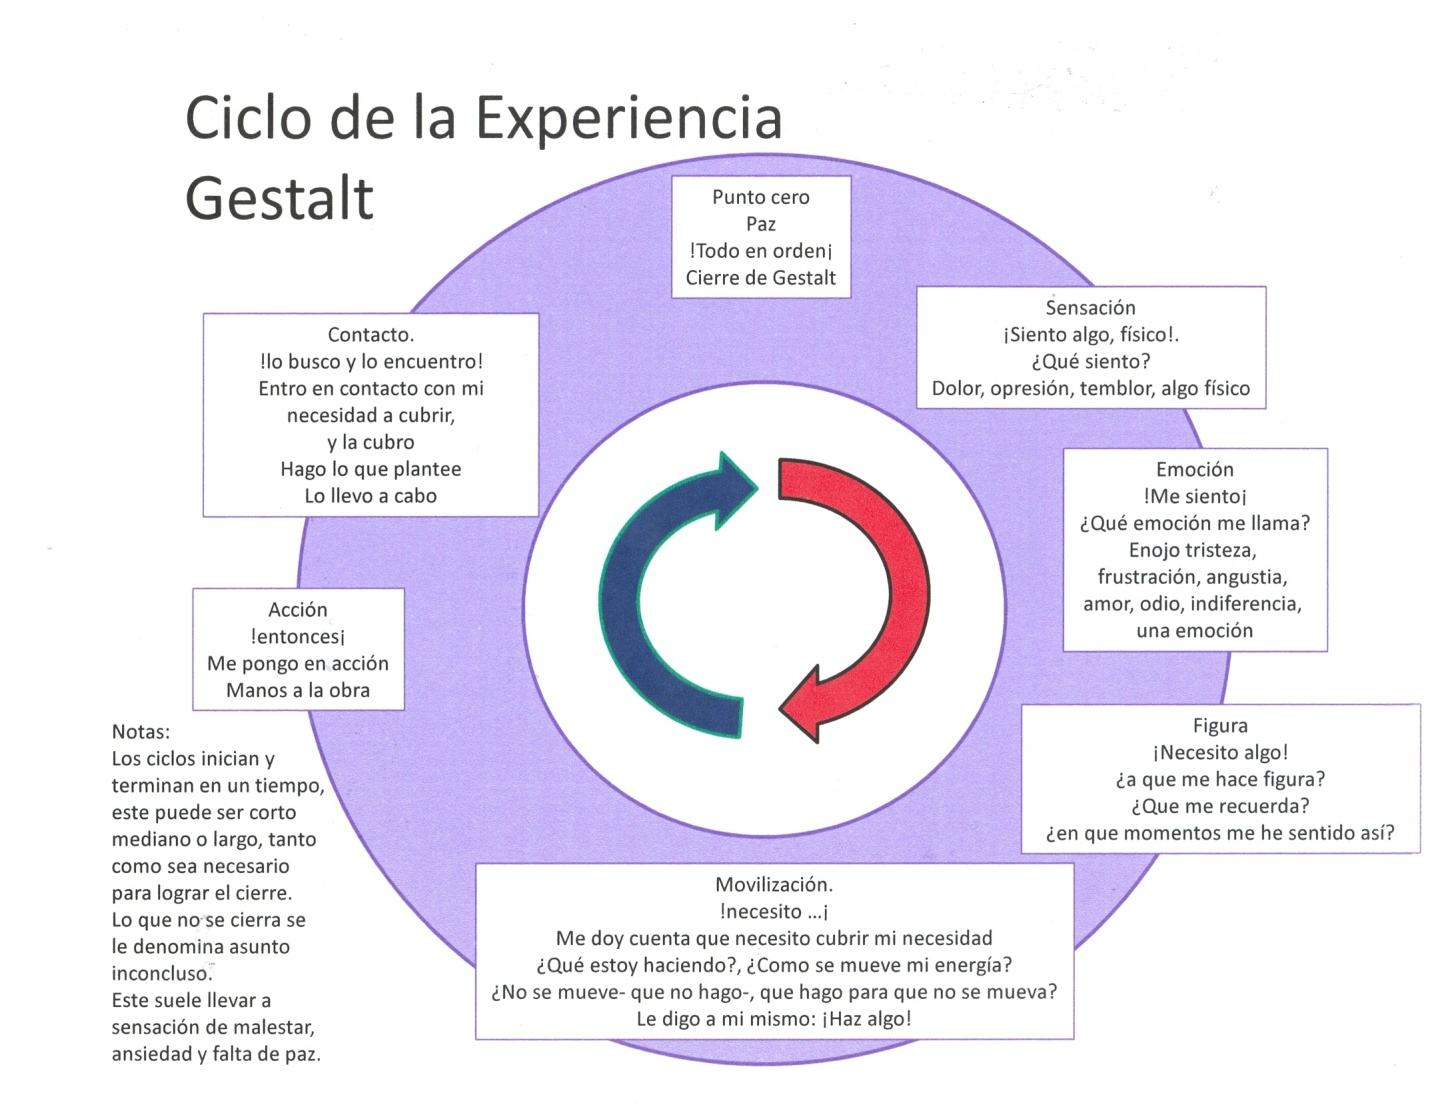 Ciclo de la Experiencia
Gestalt
Punto cero
Paz
!Todo en orden¡
Cierre de Gestalt
Sensación
¡Siento algo, físico!.
¿Qué siento?
Dolor, opresión, temblor, algo físico
Emoción
!Me siento¡
¿Qué emoción me llama?
Enojo tristeza,
frustración, angustia,
amor, odio, indiferencia,
una emoción
Figura
¡Necesito algo!
¿a que me hace figura?
¿Que me recuerda?
¿en que momentos me he sentido así?
Movilización.
!necesito ...¡
Me doy cuenta que necesito cubrir mi necesidad
¿Qué estoy haciendo?, ¿Como se mueve mi energía?
¿No se mueve- que no hago-, que hago para que no se mueva?
Le digo a mi mismo: ¡Haz algo!
Acción
!entonces¡
Me pongo en acción
Manos a la obra
Contacto.
!lo busco y lo encuentro!
Entro en contacto con mi
necesidad a cubrir,
y la cubro
Hago lo que plantee
Lo llevo a cabo
Notas:
Los ciclos inician y
terminan en un tiempo,
este puede ser corto
mediano o largo, tanto
como sea necesario
para lograr el cierre.
Lo que no se cierra se
le denomina asunto
inconcluso.
Este suele llevar a
sensación de malestar,
ansiedad y falta de paz.